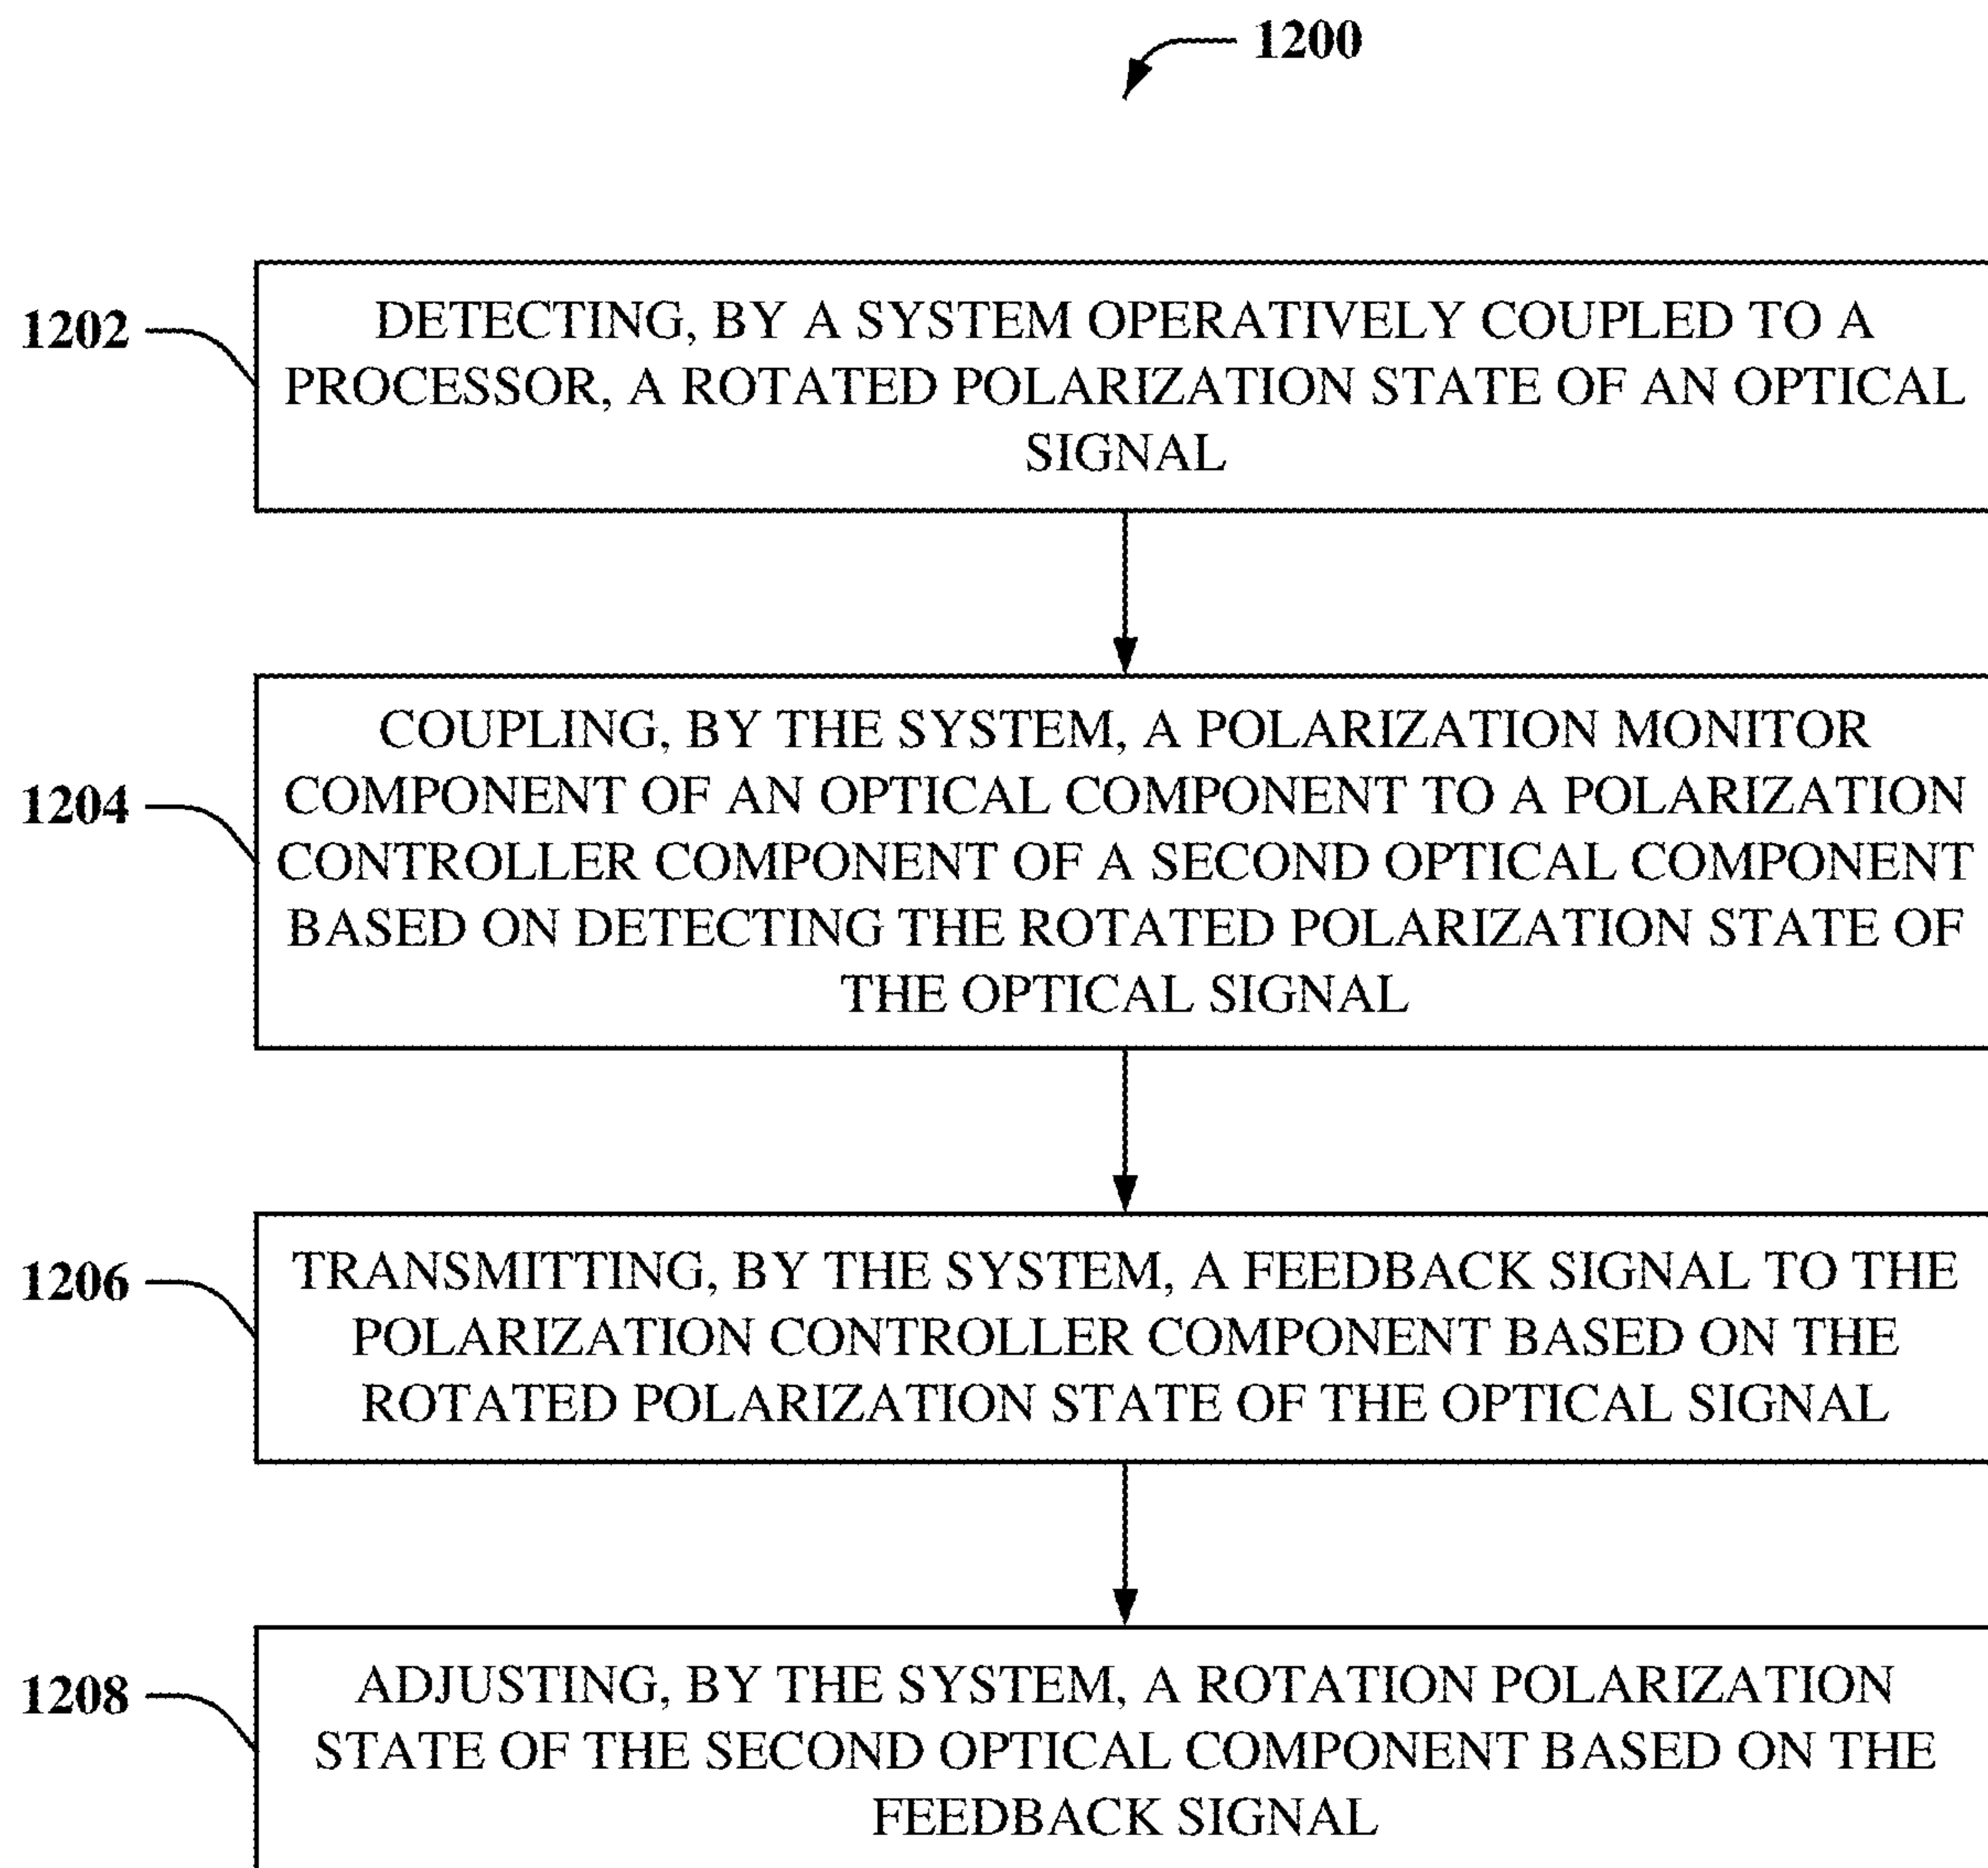 1200
1202
DETECTING, BY A SYSTEM OPERATIVELY COUPLED TO A
PROCESSOR, A ROTATED POLARIZATION STATE OF AN OPTICAL
SIGNAL
1204
COUPLING, BY THE SYSTEM, A POLARIZATION MONITOR
COMPONENT OF AN OPTICAL COMPONENT TO A POLARIZATION
CONTROLLER COMPONENT OF A SECOND OPTICAL COMPONENT
BASED ON DETECTING THE ROTATED POLARIZATION STATE OF
THE OPTICAL SIGNAL
1206
TRANSMITTING, BY THE SYSTEM, A FEEDBACK SIGNAL TO THE
POLARIZATION CONTROLLER COMPONENT BASED ON THE
ROTATED POLARIZATION STATE OF THE OPTICAL SIGNAL
1208
ADJUSTING, BY THE SYSTEM, A ROTATION POLARIZATION
STATE OF THE SECOND OPTICAL COMPONENT BASED ON THE
FEEDBACK SIGNAL